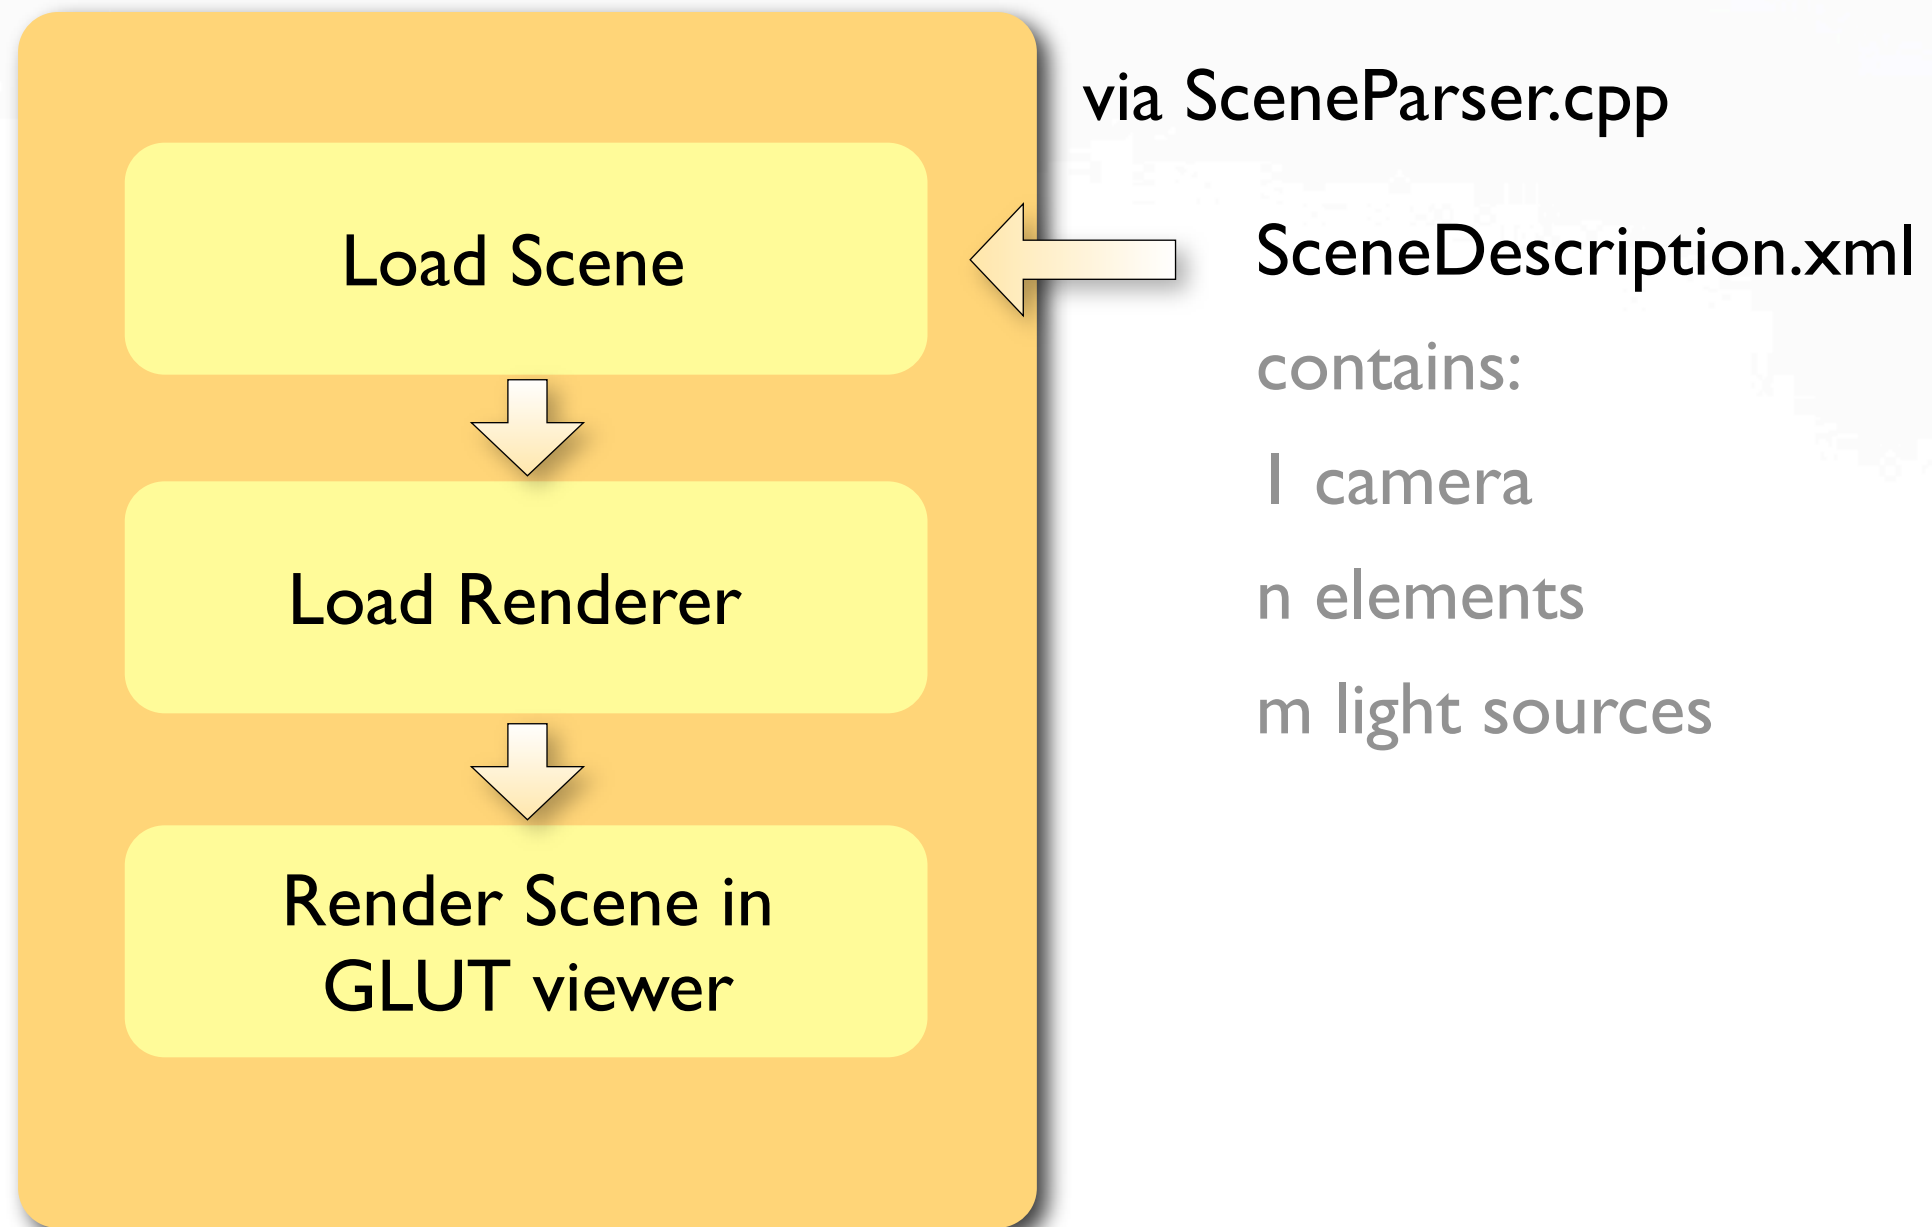 via SceneParser.cpp
Load Scene
SceneDescription.xml
contains:
1 camera
n elements
m light sources
Load Renderer
Render Scene in
GLUT viewer